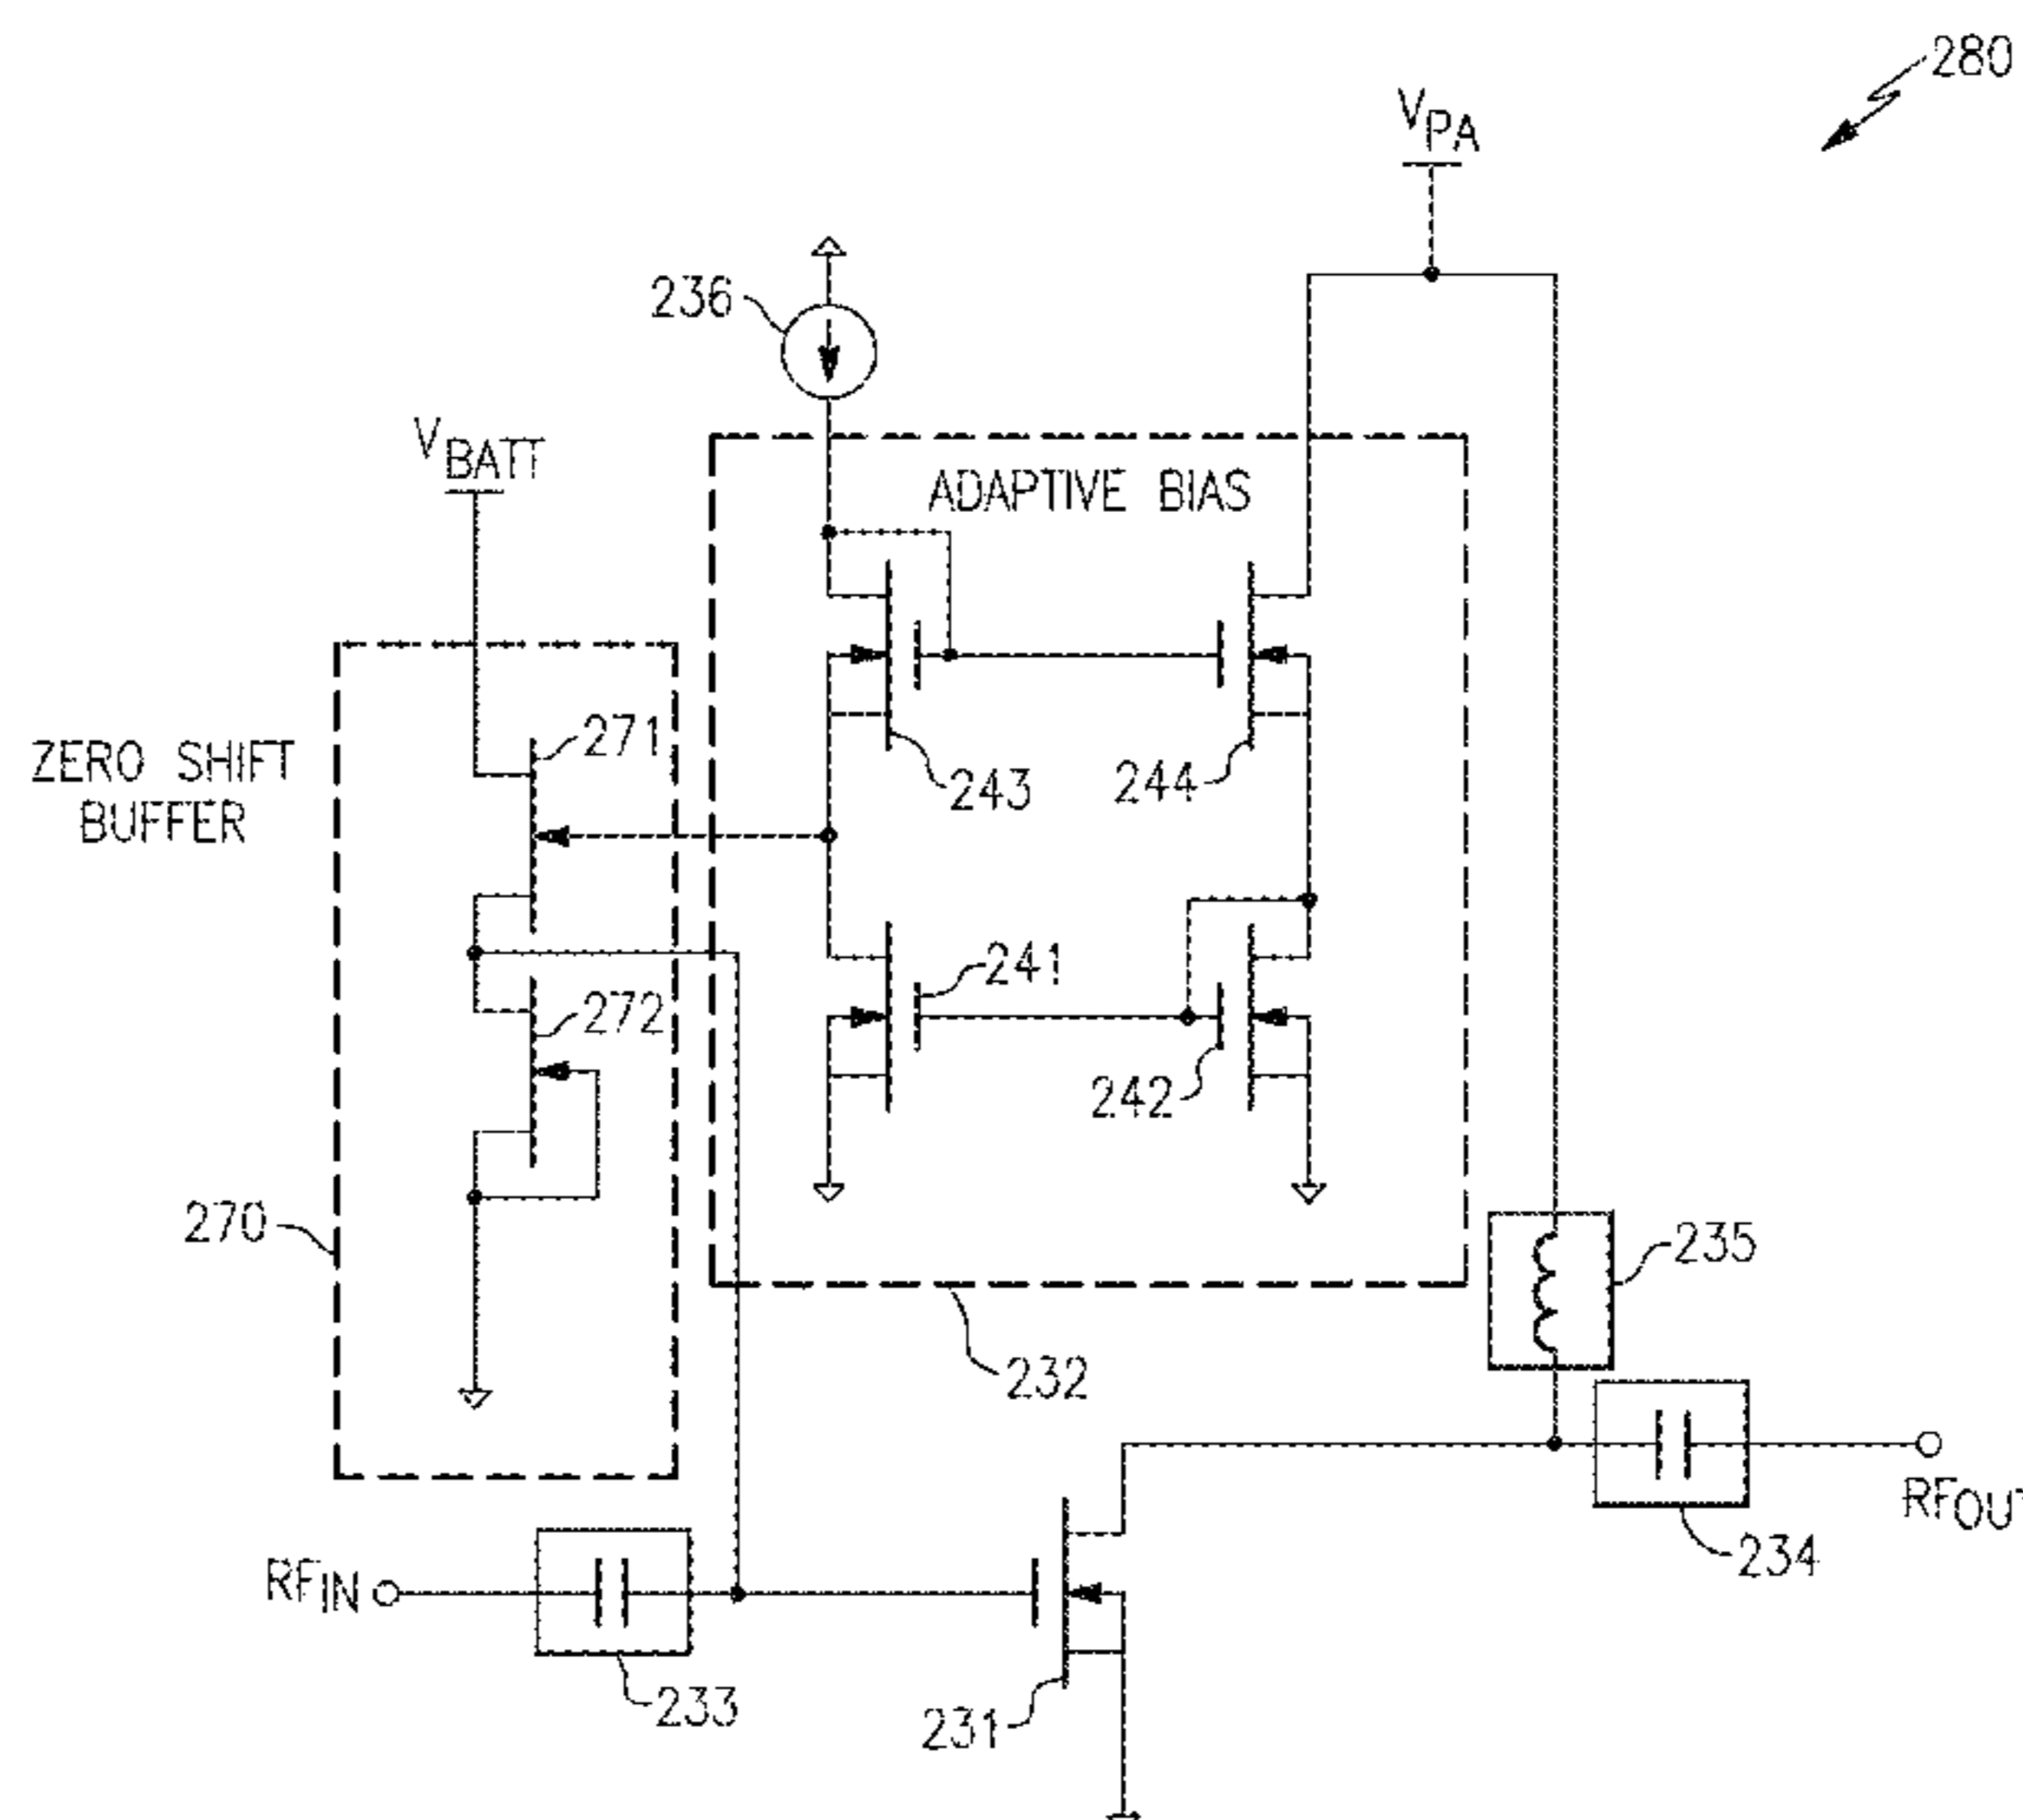 280
VPA
236
VBATT
ADAPTIVE BIAS
ZERO SHIFT
BUFFER
271
243
244
241
272
242
270
235
232
RFOUT
234
RFIN
233
231